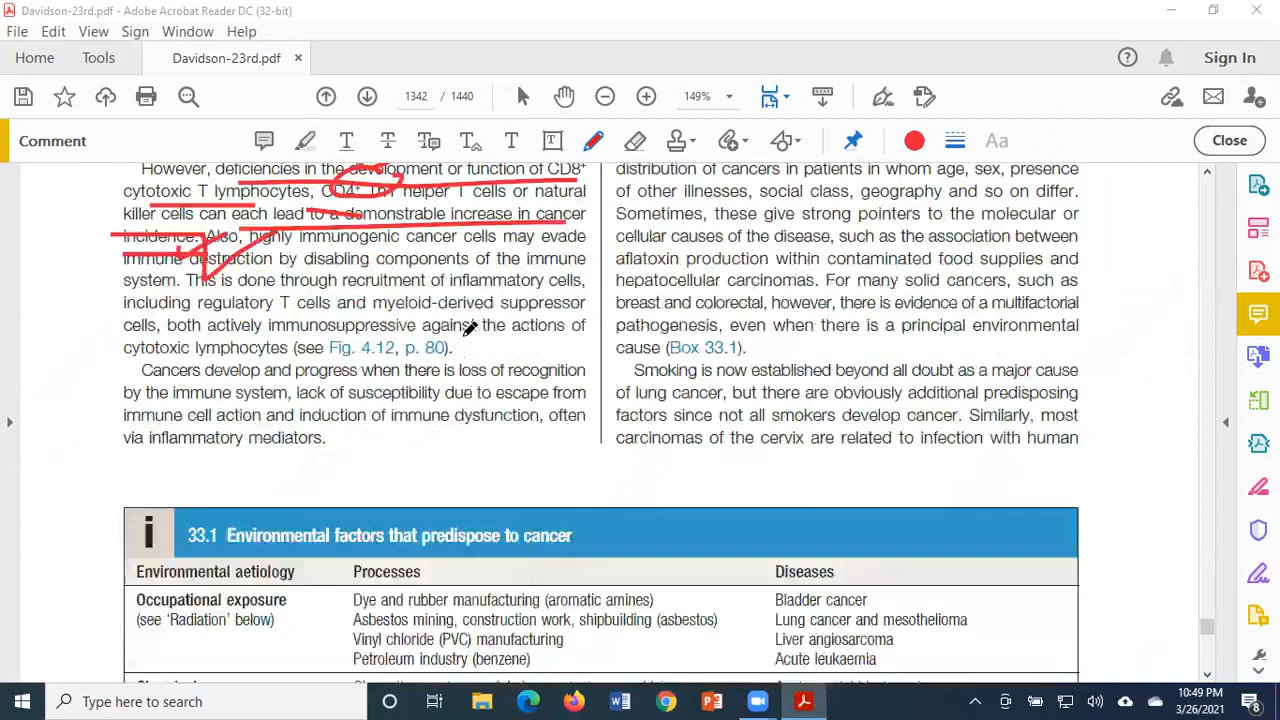 Davidson-23rd.pdf - Adobe Acrobat Reader DC (32-bit)
File Edit View Sign Window Help
Home Tools Davidson-23rd.pdf × Sign In
1342 / 1440 149%
Comment Aa Close
However, deficiencies in the development or function of CD8+
cytotoxic T lymphocytes, CD4+ Th helper T cells or natural
killer cells can each lead to a demonstrable increase in cancer
incidence. Also, highly immunogenic cancer cells may evade
immune destruction by disabling components of the immune
system. This is done through recruitment of inflammatory cells,
including regulatory T cells and myeloid-derived suppressor
cells, both actively immunosuppressive against the actions of
cytotoxic lymphocytes (see Fig. 4.12, p. 80).
Cancers develop and progress when there is loss of recognition
by the immune system, lack of susceptibility due to escape from
immune cell action and induction of immune dysfunction, often
via inflammatory mediators.
distribution of cancers in patients in whom age, sex, presence
of other illnesses, social class, geography and so on differ.
Sometimes, these give strong pointers to the molecular or
cellular causes of the disease, such as the association between
aflatoxin production within contaminated food supplies and
hepatocellular carcinomas. For many solid cancers, such as
breast and colorectal, however, there is evidence of a multifactorial
pathogenesis, even when there is a principal environmental
cause (Box 33.1).
Smoking is now established beyond all doubt as a major cause
of lung cancer, but there are obviously additional predisposing
factors since not all smokers develop cancer. Similarly, most
carcinomas of the cervix are related to infection with human
i 33.1 Environmental factors that predispose to cancer
Environmental aetiology Processes Diseases
Occupational exposure Dye and rubber manufacturing (aromatic amines) Bladder cancer
(see 'Radiation' below) Asbestos mining, construction work, shipbuilding (asbestos) Lung cancer and mesothelioma
Vinyl chloride (PVC) manufacturing Liver angiosarcoma
Petroleum industry (benzene) Acute leukaemia
Type here to search
10:49 PM
3/26/2021
8